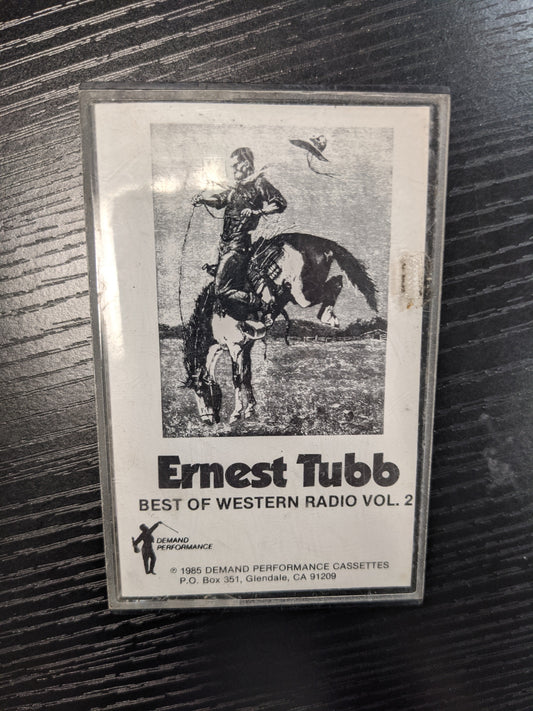 Ernest Tubb
BEST OF WESTERN RADIO VOL. 2
DEMAND
PERFORMANCE
℗ 1985 DEMAND PERFORMANCE CASSETTES
P.O. Box 351, Glendale, CA 91209